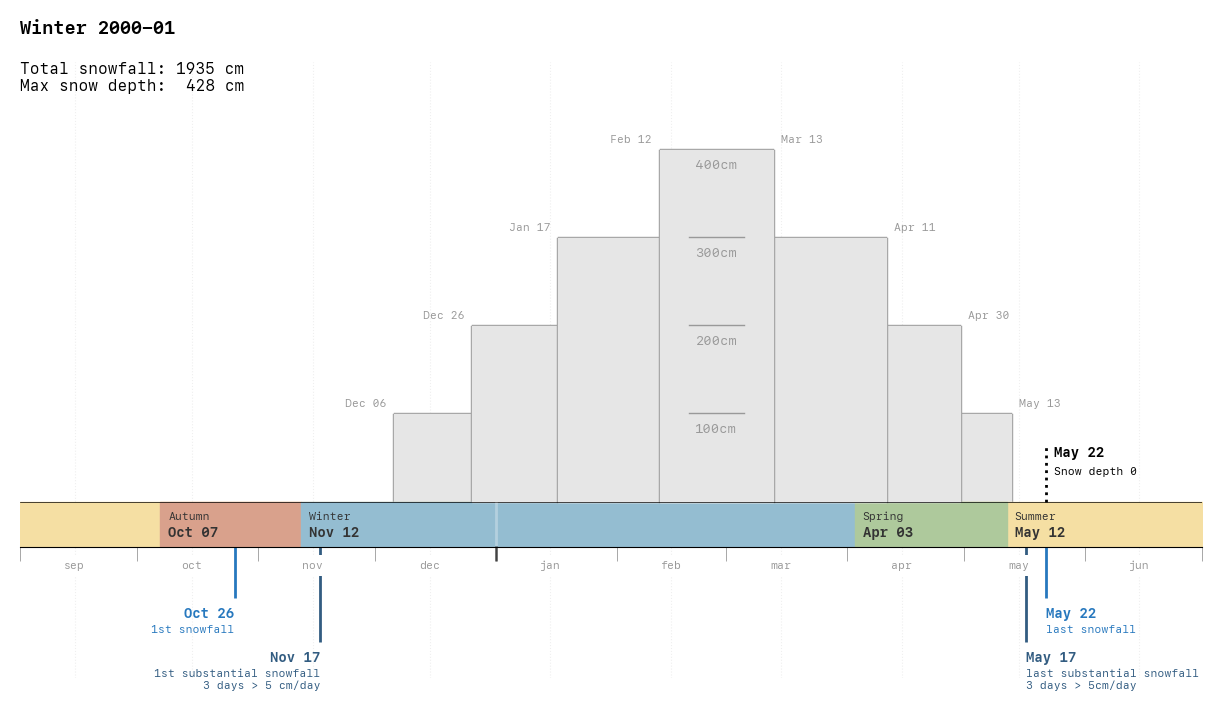 Winter 2000–01
Total snowfall: 1935 cm
Max snow depth:  428 cm
Feb 12
Mar 13
400cm
Jan 17
Apr 11
300cm
Dec 26
Apr 30
200cm
Dec 06
May 13
100cm
May 22
Snow depth 0
Autumn
Oct 07
Winter
Nov 12
Spring
Apr 03
Summer
May 12
sep oct nov dec jan feb mar apr may jun
Oct 26
1st snowfall
May 22
last snowfall
Nov 17
1st substantial snowfall
3 days > 5 cm/day
May 17
last substantial snowfall
3 days > 5cm/day